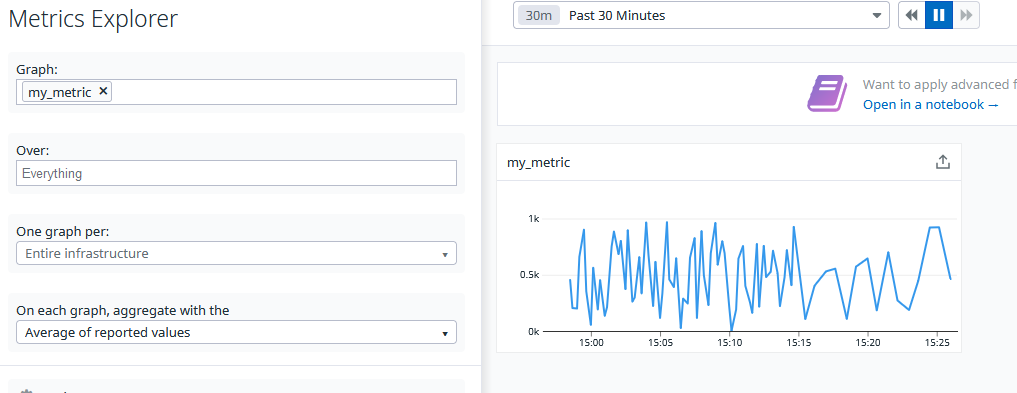 Metrics Explorer
Graph:
my_metric ×
Over:
Everything
One graph per:
Entire infrastructure
On each graph, aggregate with the
Average of reported values
30m Past 30 Minutes
Want to apply advanced f
Open in a notebook →
my_metric
1k
0.5k
0k
15:00 15:05 15:10 15:15 15:20 15:25